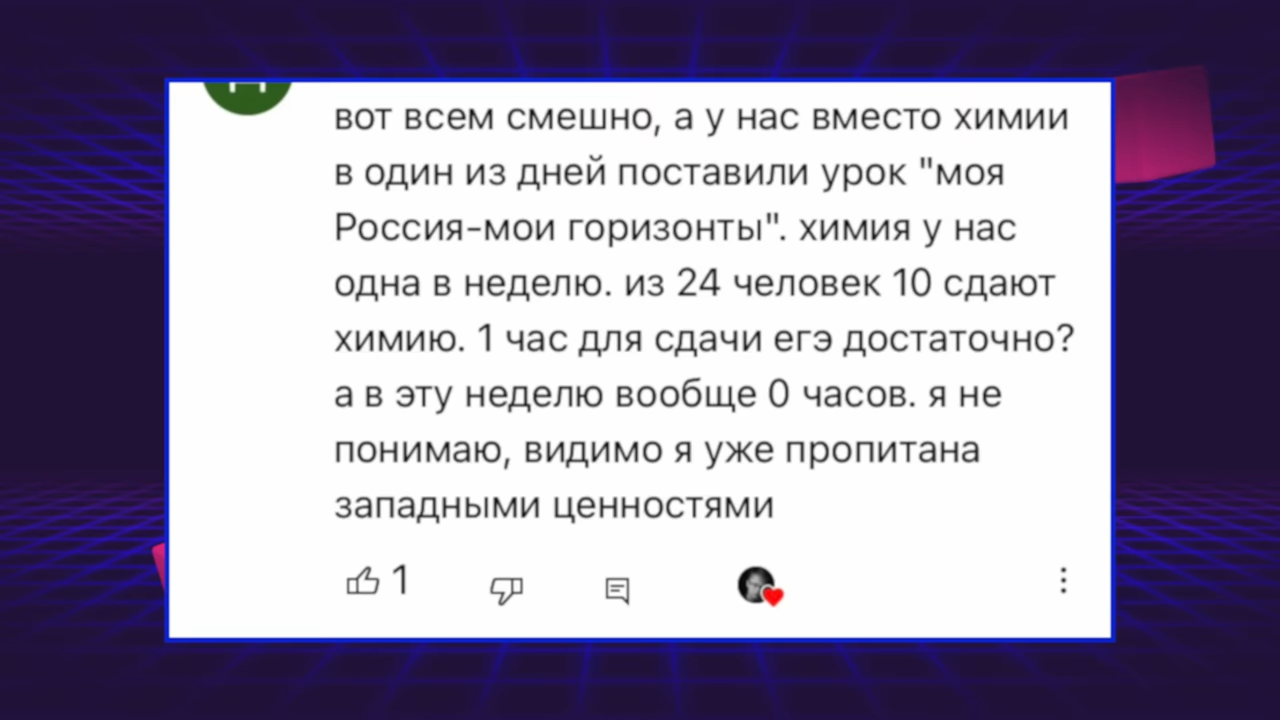 вот всем смешно, а у нас вместо химии
в один из дней поставили урок "моя
Россия-мои горизонты". химия у нас
одна в неделю. из 24 человек 10 сдают
химию. 1 час для сдачи егэ достаточно?
а в эту неделю вообще 0 часов. я не
понимаю, видимо я уже пропитана
западными ценностями
1